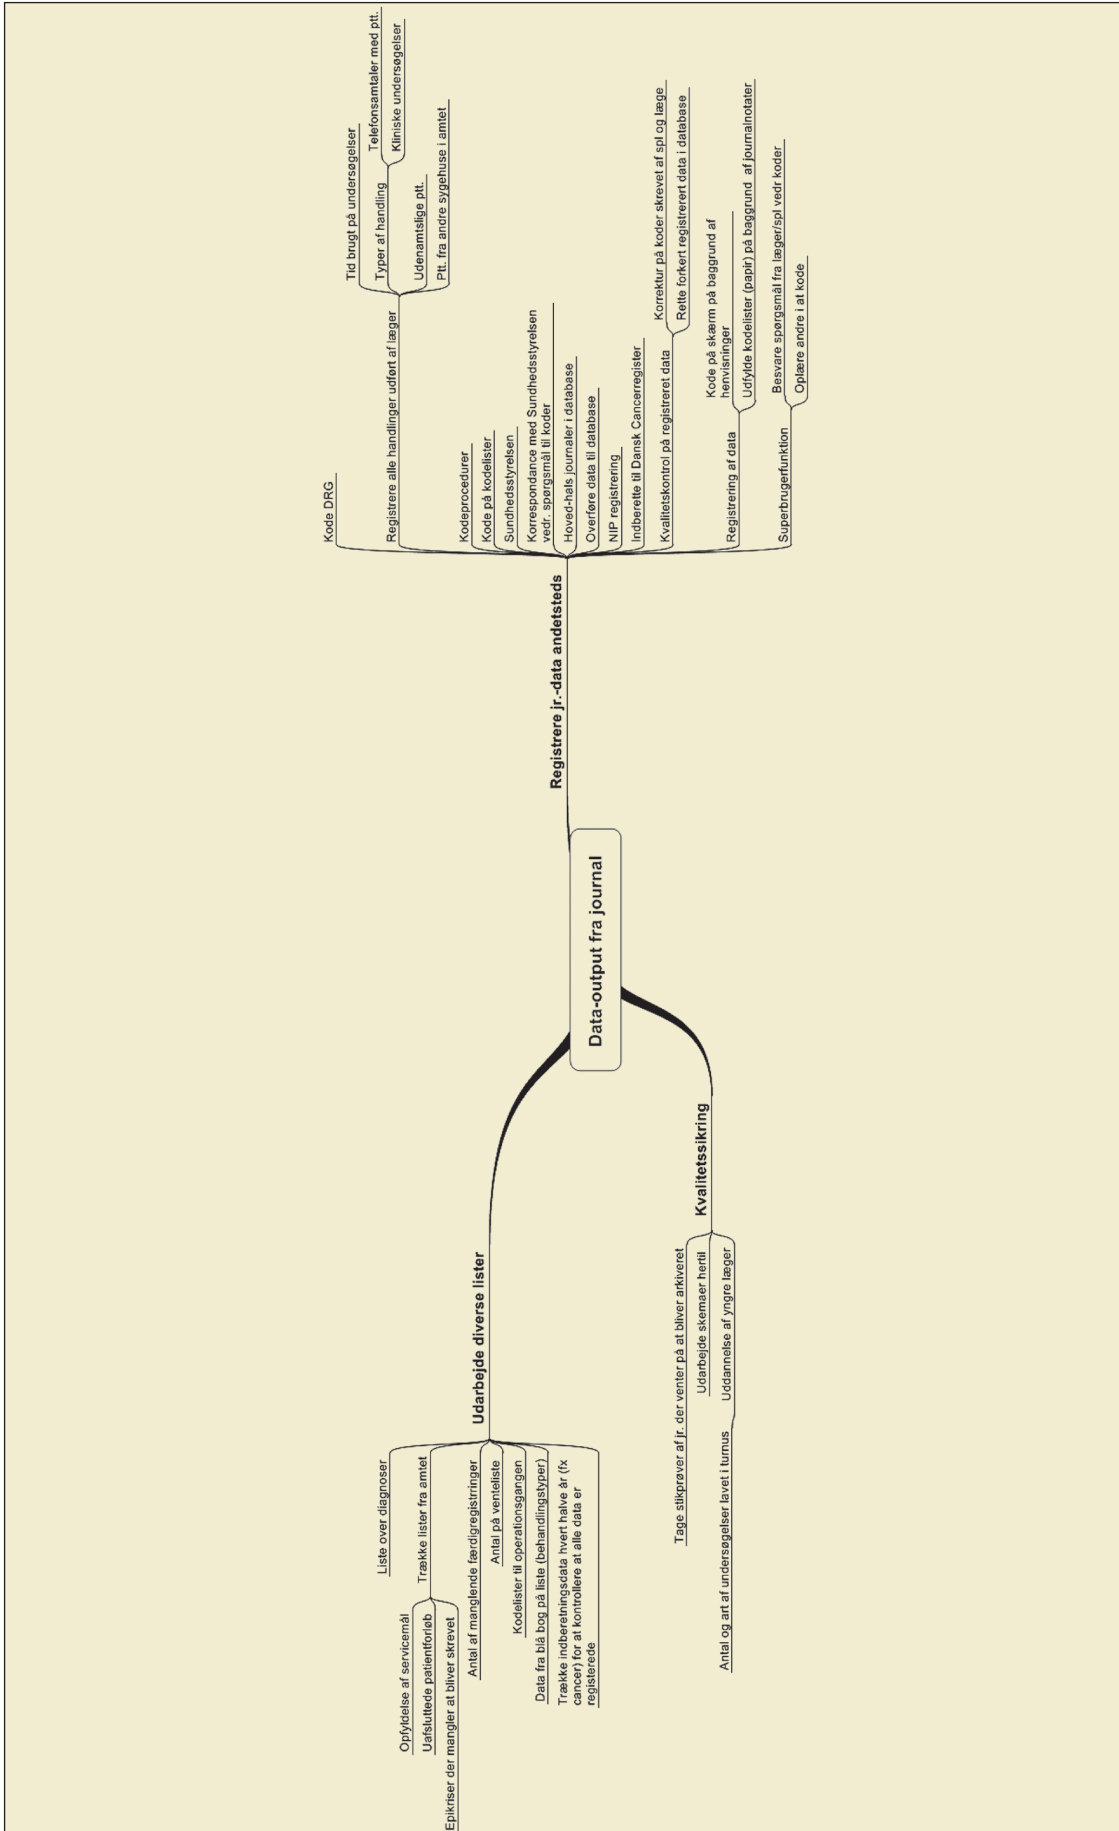 Data-output fra journal
Registrere jr.-data andetsteds
Kode DRG
Registrere alle handlinger udført af læger
Tid brugt på undersøgelser
Typer af handling
Telefonsamtaler med ptt.
Kliniske undersøgelser
Udenamtslige ptt.
Ptt. fra andre sygehuse i amtet
Kodeprocedurer
Kode på kodelister
Sundhedsstyrelsen
Korrespondance med Sundhedsstyrelsen
vedr. spørgsmål til koder
Hoved-hals journaler i database
Overføre data til database
NIP registrering
Indberette til Dansk Cancerregister
Kvalitetskontrol på registreret data
Korrektur på koder skrevet af spl og læge
Rette forkert registrerert data i database
Registrering af data
Kode på skærm på baggrund af
henvisninger
Udfylde kodelister (papir) på baggrund af journalnotater
Superbrugerfunktion
Besvare spørgsmål fra læger/spl vedr koder
Oplære andre i at kode
Udarbejde diverse lister
Liste over diagnoser
Trække lister fra amtet
Opfyldelse af servicemål
Uafsluttede patientforløb
Epikriser der mangler at bliver skrevet
Antal af manglende færdigregistrringer
Antal på venteliste
Kodelister til operationsgangen
Data fra blå bog på liste (behandlingstyper)
Trække indberetningsdata hvert halve år (fx
cancer) for at kontrollere at alle data er
registerede
Kvalitetssikring
Tage stikprøver af jr. der venter på at bliver arkiveret
Udarbejde skemaer hertil
Uddannelse af yngre læger
Antal og art af undersøgelser lavet i turnus